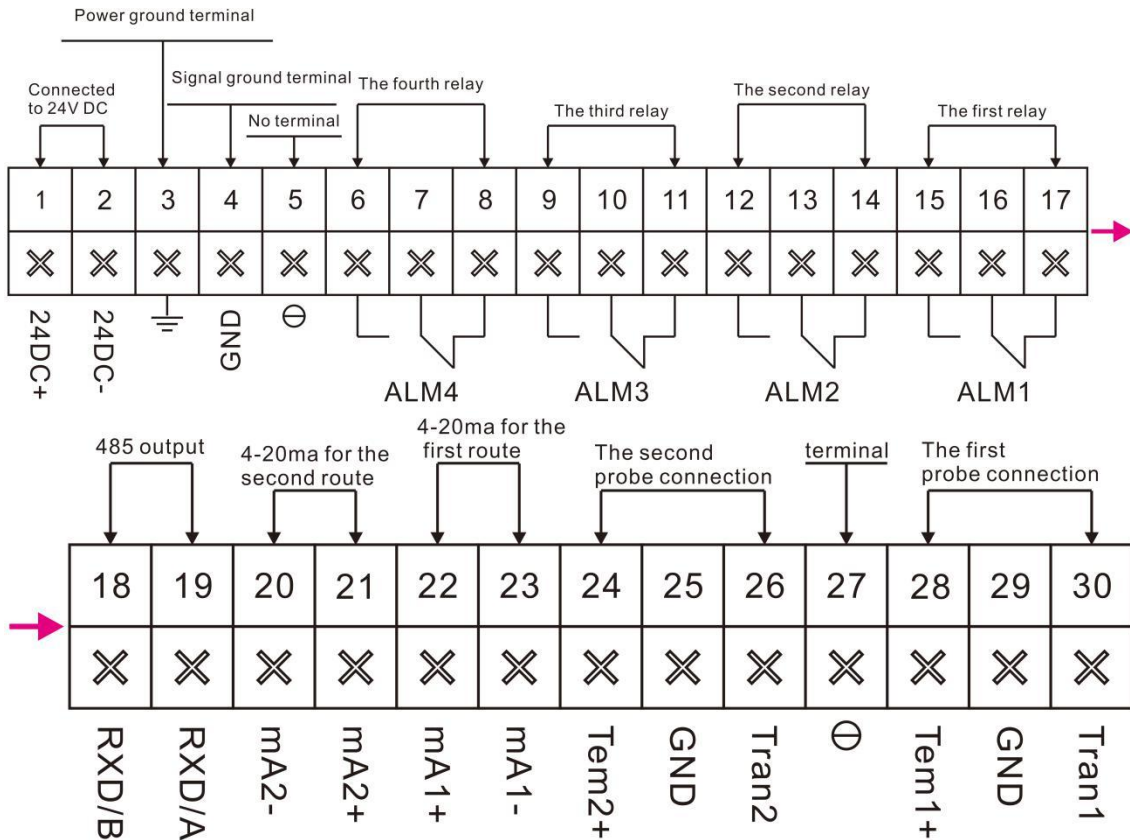 Power ground terminal
Connected
to 24V DC
Signal ground terminal
No terminal
The fourth relay
The third relay
The second relay
The first relay
1 2 3 4 5 6 7 8 9 10 11 12 13 14 15 16 17
24DC+ 24DC- GND
ALM4 ALM3 ALM2 ALM1
485 output
4-20ma for the
second route
4-20ma for the
first route
The second
probe connection
terminal
The first
probe connection
18 19 20 21 22 23 24 25 26 27 28 29 30
RXD/B RXD/A mA2- mA2+ mA1+ mA1- Tem2+ GND Tran2 Tem1+ GND Tran1